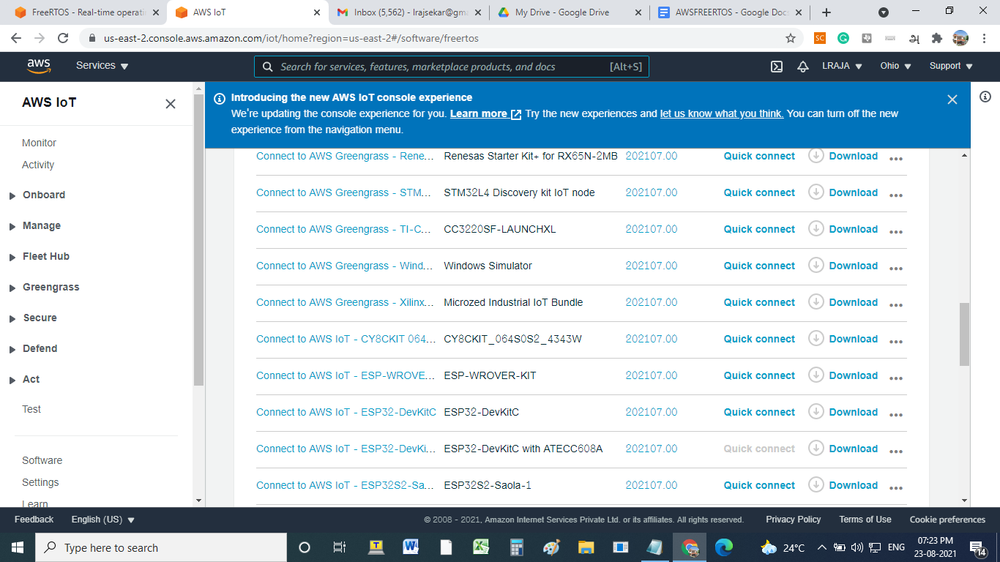 FreeRTOS - Real-time operati
AWS IoT
Inbox (5,562) - lrajsekar@gm
My Drive - Google Drive
AWSFREERTOS - Google Doc
us-east-2.console.aws.amazon.com/iot/home?region=us-east-2#/software/freertos
SC
aws
Services
Search for services, features, marketplace products, and docs [Alt+S]
LRAJA
Ohio
Support
AWS IoT
Monitor
Activity
Onboard
Manage
Fleet Hub
Greengrass
Secure
Defend
Act
Test
Software
Settings
Learn
Introducing the new AWS IoT console experience
We're updating the console experience for you. Learn more Try the new experiences and let us know what you think. You can turn off the new
experience from the navigation menu.
Connect to AWS Greengrass - Rene... Renesas Starter Kit+ for RX65N-2MB 202107.00 Quick connect Download ...
Connect to AWS Greengrass - STM... STM32L4 Discovery kit IoT node 202107.00 Quick connect Download ...
Connect to AWS Greengrass - TI-C... CC3220SF-LAUNCHXL 202107.00 Quick connect Download ...
Connect to AWS Greengrass - Wind... Windows Simulator 202107.00 Quick connect Download ...
Connect to AWS Greengrass - Xilinx... Microzed Industrial IoT Bundle 202107.00 Quick connect Download ...
Connect to AWS IoT - CY8CKIT 064... CY8CKIT_064S0S2_4343W 202107.00 Quick connect Download ...
Connect to AWS IoT - ESP-WROVE... ESP-WROVER-KIT 202107.00 Quick connect Download ...
Connect to AWS IoT - ESP32-DevKitC ESP32-DevKitC 202107.00 Quick connect Download ...
Connect to AWS IoT - ESP32-DevKi... ESP32-DevKitC with ATECC608A 202107.00 Quick connect Download ...
Connect to AWS IoT - ESP32S2-Sa... ESP32S2-Saola-1 202107.00 Quick connect Download ...
Feedback English (US) © 2008 - 2021, Amazon Internet Services Private Ltd. or its affiliates. All rights reserved. Privacy Policy Terms of Use Cookie preferences
Type here to search
24°C
ENG
07:23 PM
23-08-2021
14